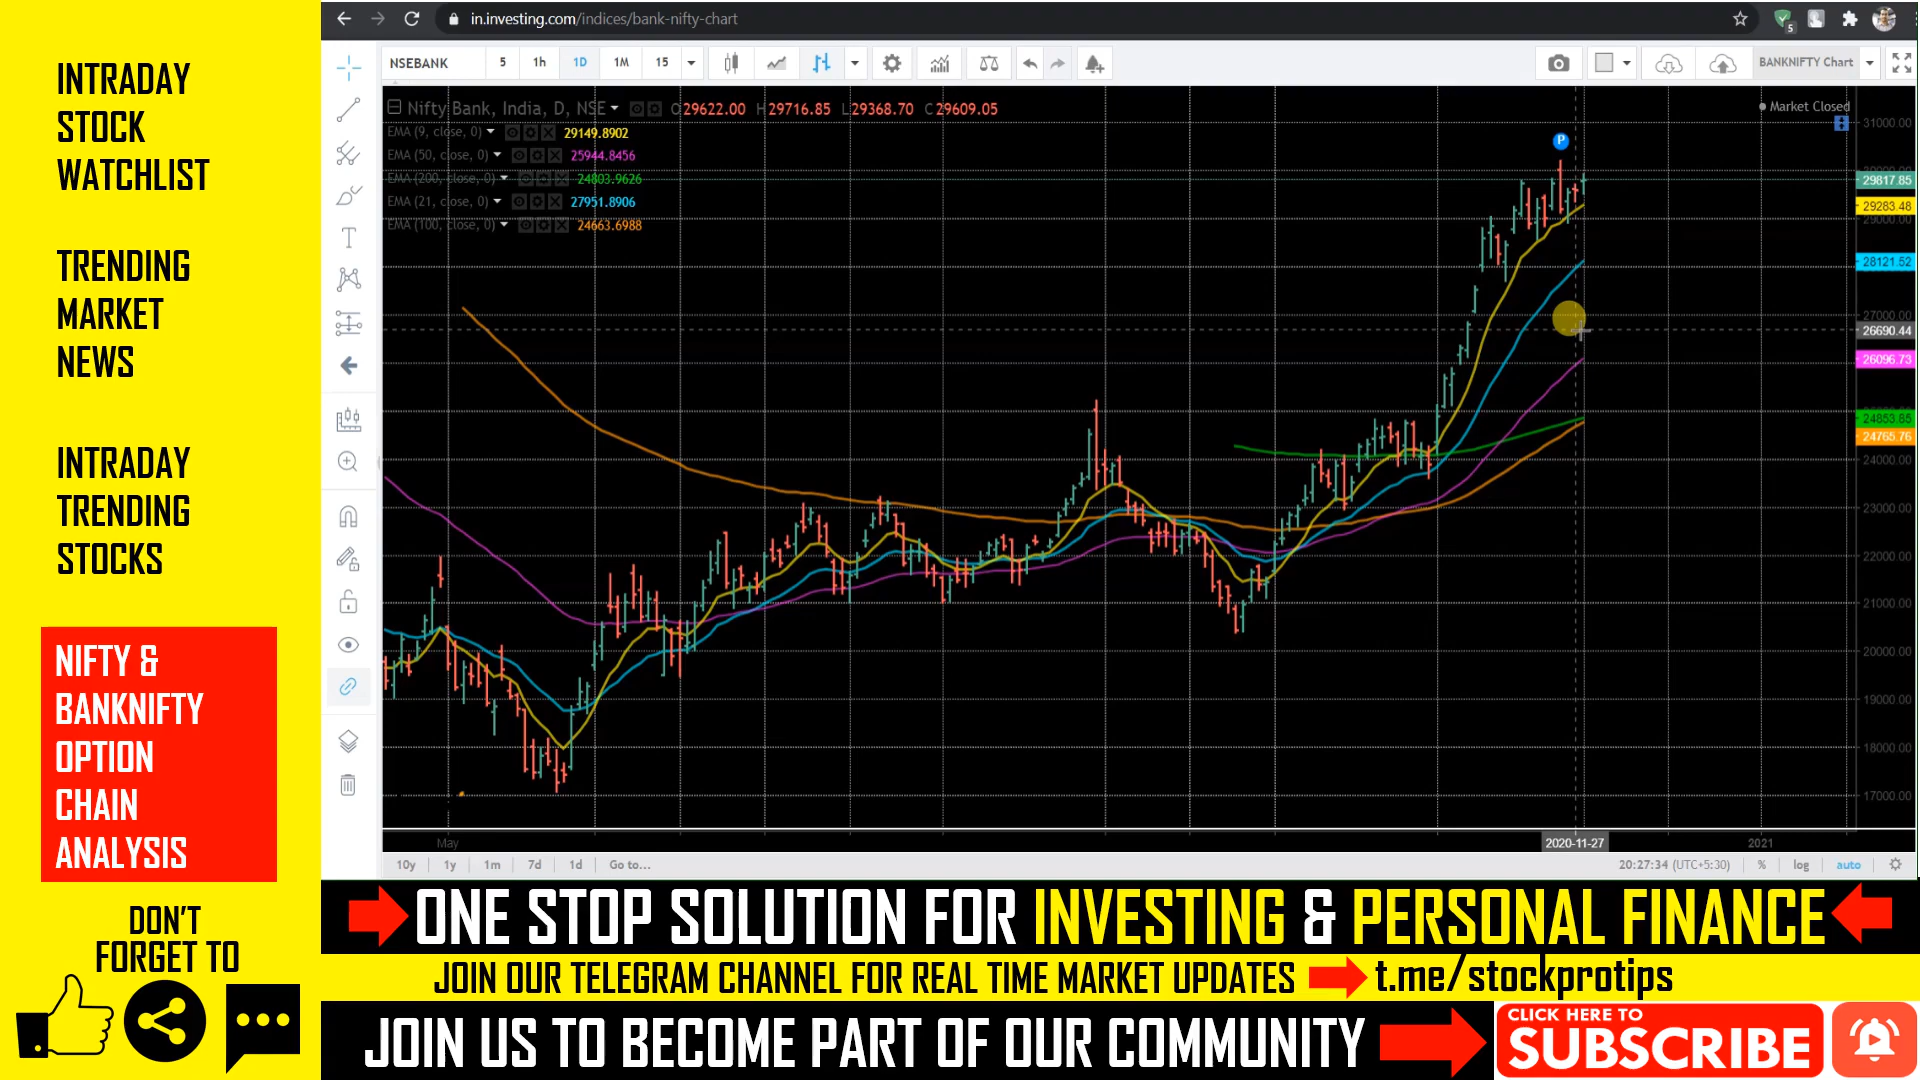 INTRADAY
STOCK
WATCHLIST
TRENDING
MARKET
NEWS
INTRADAY
TRENDING
STOCKS
NIFTY &
BANKNIFTY
OPTION
CHAIN
ANALYSIS
DON'T
FORGET TO
in.investing.com/indices/bank-nifty-chart
5
NSEBANK 5 1h 1D 1M 15
BANKNIFTY Chart
Nifty Bank, India, D, NSE O29622.00 H29716.85 L29368.70 C29609.05
Market Closed
EMA (9, close, 0) 29149.8902
EMA (50, close, 0) 25944.8456
EMA (200, close, 0) 24803.9626
EMA (21, close, 0) 27951.8906
EMA (100, close, 0) 24663.6988
P
31000.00
29817.85
29283.48
29000.00
28121.52
27000.00
26690.44
26096.73
24853.85
24765.76
24000.00
23000.00
22000.00
21000.00
20000.00
19000.00
18000.00
17000.00
May 2020-11-27 2021
10y 1y 1m 7d 1d Go to... 20:27:34 (UTC+5:30) % log auto
ONE STOP SOLUTION FOR INVESTING & PERSONAL FINANCE
JOIN OUR TELEGRAM CHANNEL FOR REAL TIME MARKET UPDATES t.me/stockprotips
JOIN US TO BECOME PART OF OUR COMMUNITY
CLICK HERE TO
SUBSCRIBE